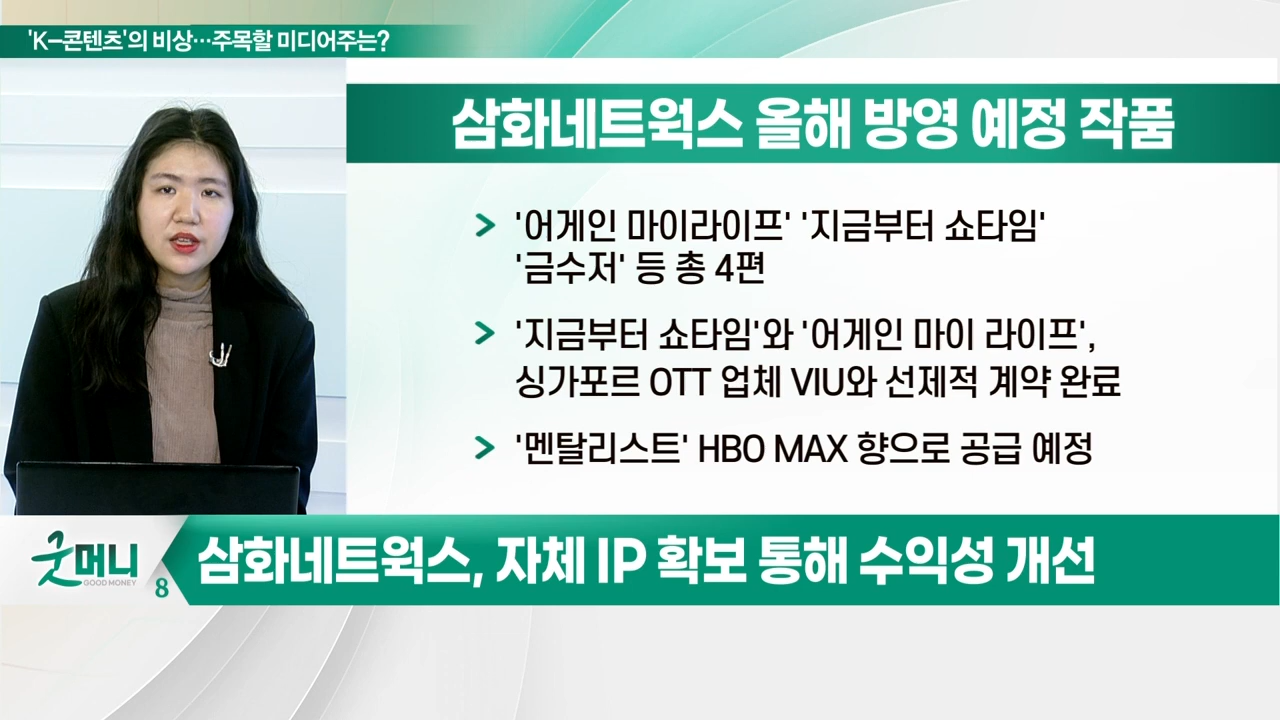 'K-콘텐츠'의 비상…주목할 미디어주는?
삼화네트웍스 올해 방영 예정 작품
> '어게인 마이라이프' '지금부터 쇼타임'
'금수저' 등 총 4편
> '지금부터 쇼타임'와 '어게인 마이 라이프',
싱가포르 OTT 업체 VIU와 선제적 계약 완료
> '멘탈리스트' HBO MAX 향으로 공급 예정
굿머니
GOOD MONEY
8
삼화네트웍스, 자체 IP 확보 통해 수익성 개선